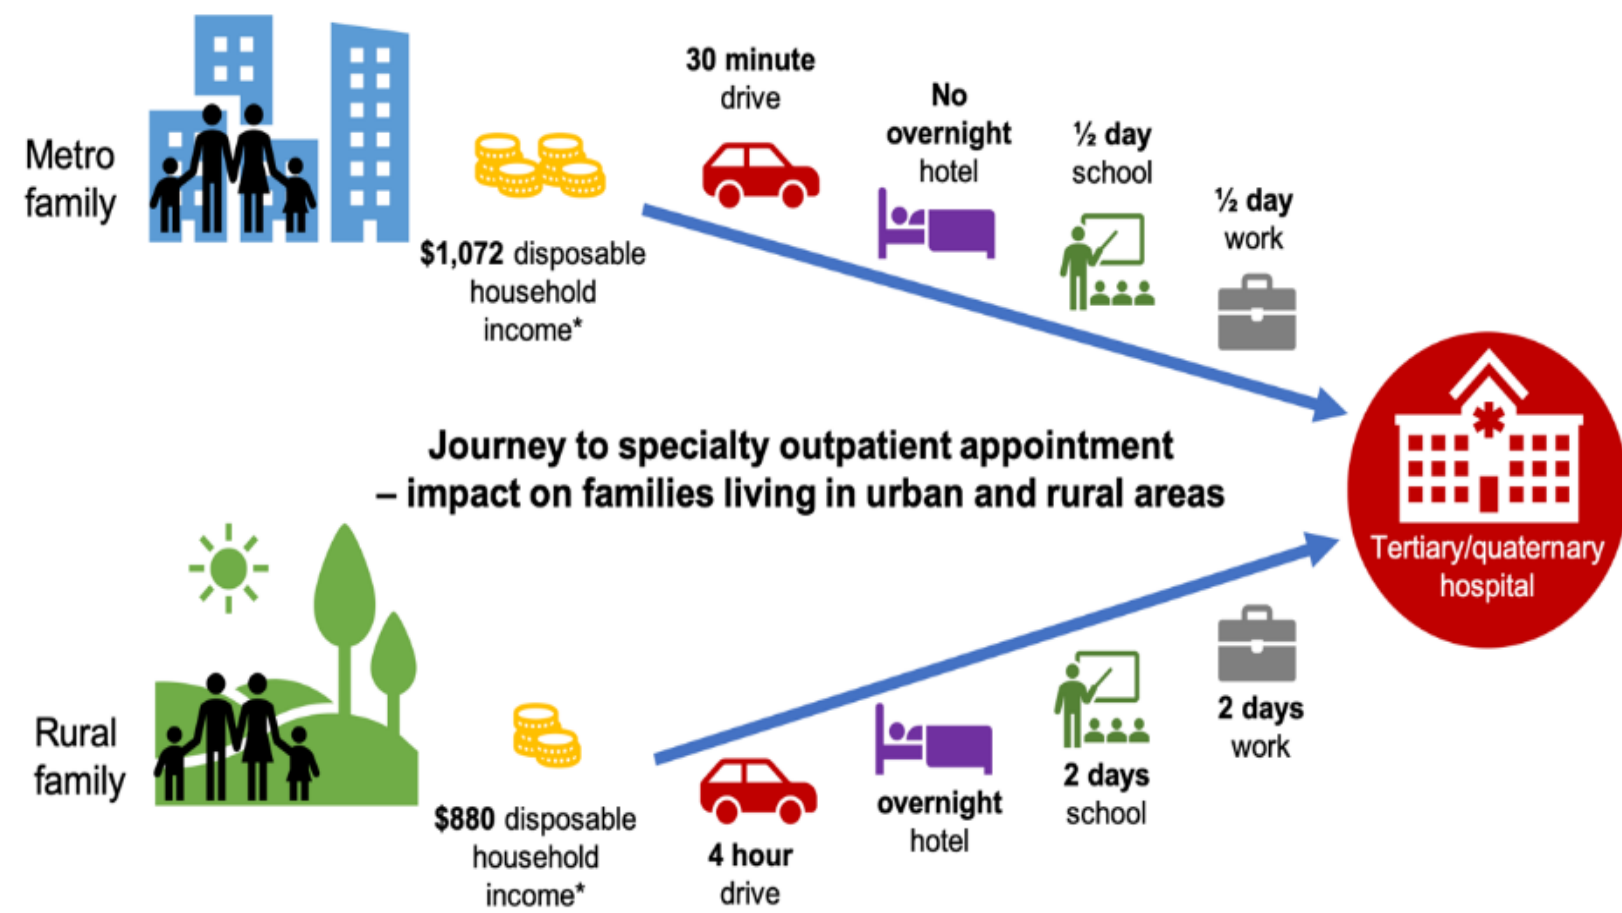 Metro
family
$1,072 disposable
household
income*
30 minute
drive
No
overnight
hotel
½ day
school
½ day
work
Journey to specialty outpatient appointment
– impact on families living in urban and rural areas
Tertiary/quaternary
hospital
Rural
family
$880 disposable
household
income*
4 hour
drive
overnight
hotel
2 days
school
2 days
work